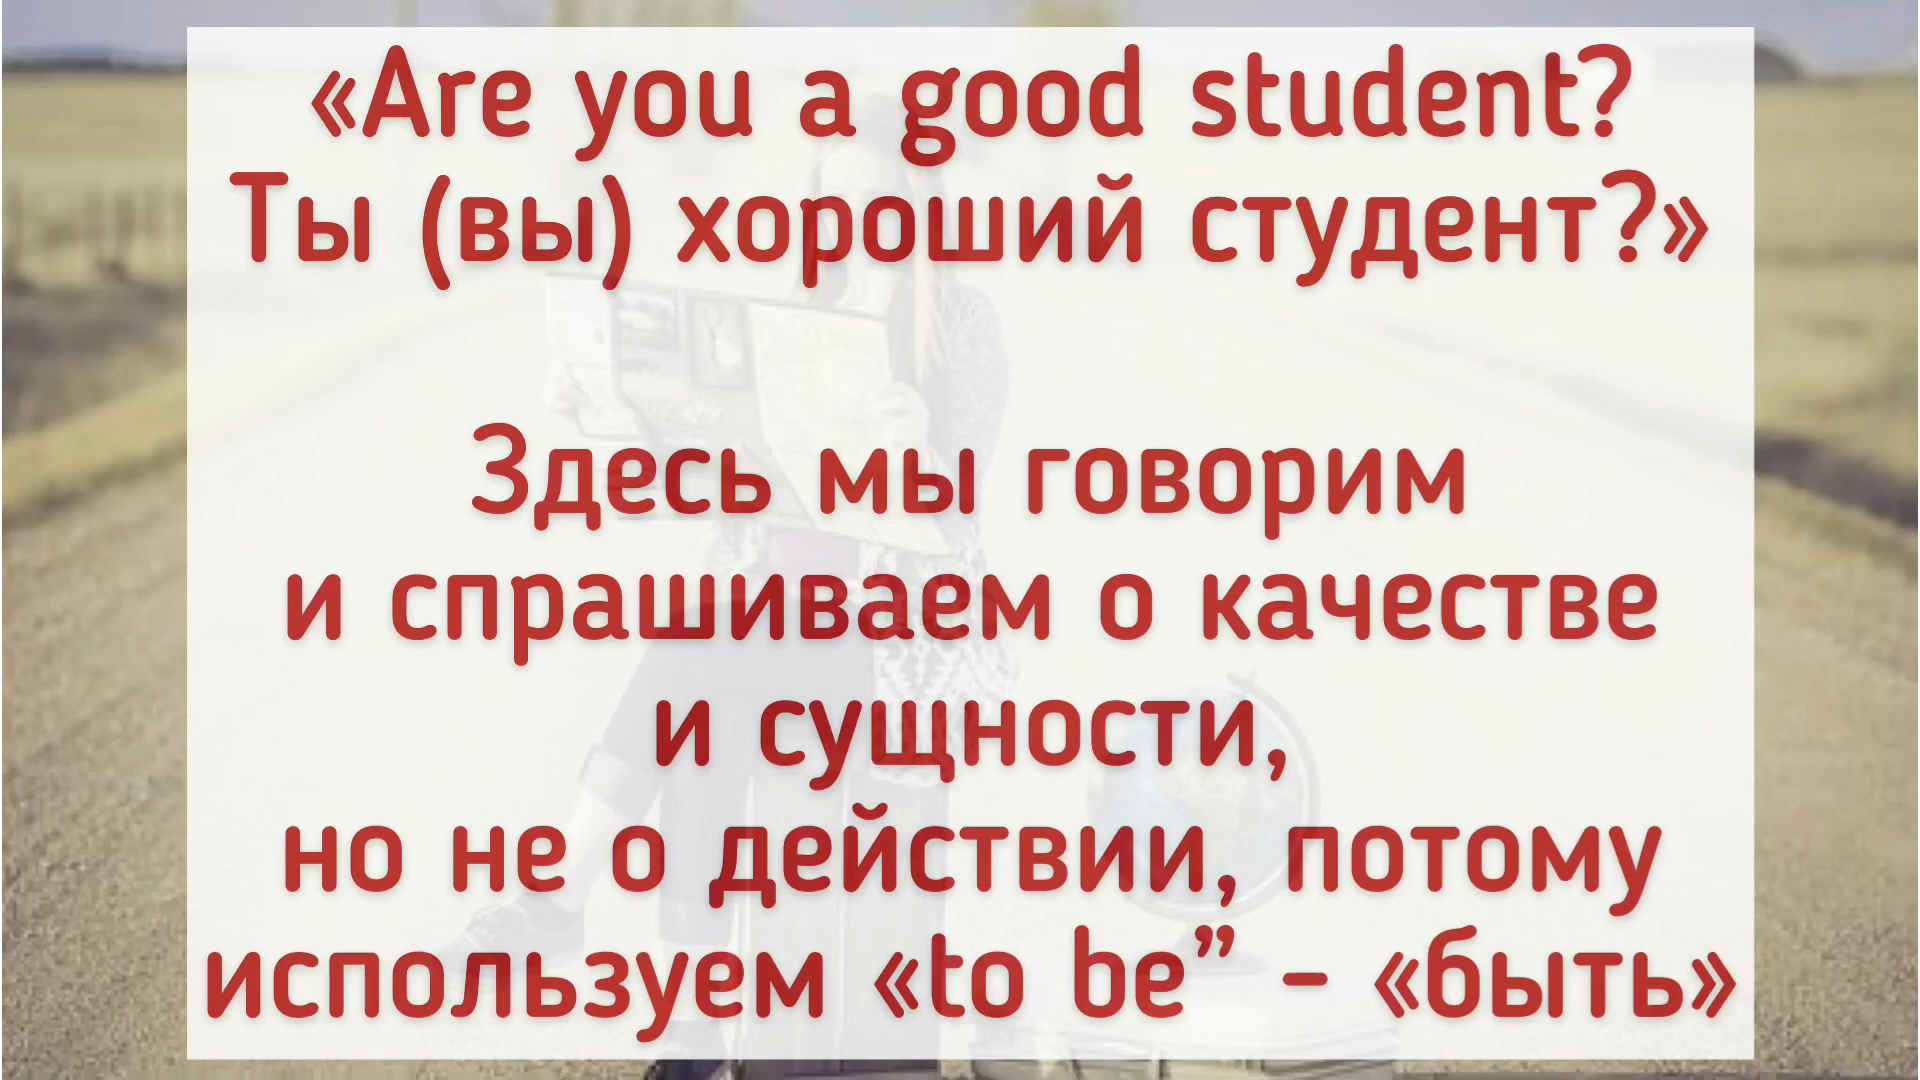 «Are you a good student?
Ты (вы) хороший студент?»
Здесь мы говорим
и спрашиваем о качестве
и сущности,
но не о действии, потому
используем «to be” - «быть»